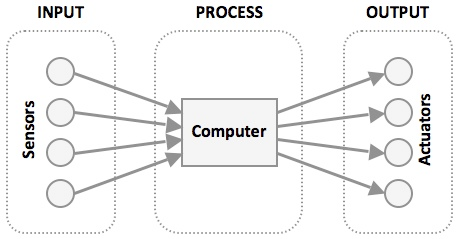 INPUT
PROCESS
OUTPUT
Sensors
Computer
Actuators